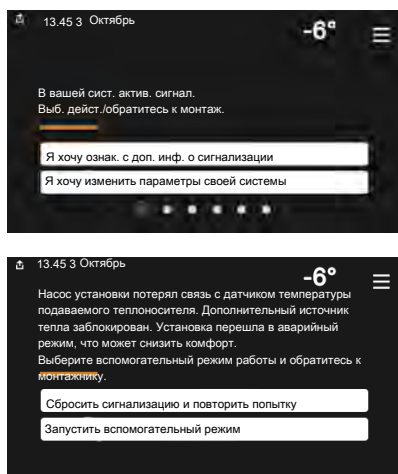 13.45 3 Октябрь
-6°
В вашей сист. актив. сигнал.
Выб. дейст./обратитесь к монтаж.
Я хочу ознак. с доп. инф. о сигнализации
Я хочу изменить параметры своей системы
13.45 3 Октябрь
-6°
Насос установки потерял связь с датчиком температуры
подаваемого теплоносителя. Дополнительный источник
тепла заблокирован. Установка перешла в аварийный
режим, что может снизить комфорт.
Выберите вспомогательный режим работы и обратитесь к
монтажнику.
Сбросить сигнализацию и повторить попытку
Запустить вспомогательный режим